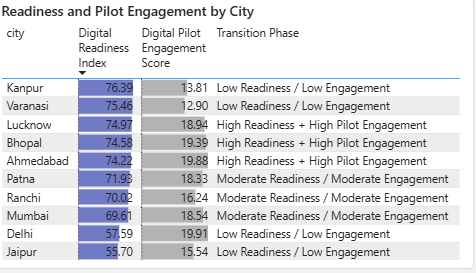 Readiness and Pilot Engagement by City
city Digital Readiness Index Digital Pilot Engagement Score Transition Phase
Kanpur 76.39 13.81 Low Readiness / Low Engagement
Varanasi 75.46 12.90 Low Readiness / Low Engagement
Lucknow 74.97 18.94 High Readiness + High Pilot Engagement
Bhopal 74.58 19.39 High Readiness + High Pilot Engagement
Ahmedabad 74.22 19.88 High Readiness + High Pilot Engagement
Patna 71.93 18.33 Moderate Readiness / Moderate Engagement
Ranchi 70.02 16.24 Moderate Readiness / Moderate Engagement
Mumbai 69.61 18.54 Moderate Readiness / Moderate Engagement
Delhi 57.59 19.91 Low Readiness / Low Engagement
Jaipur 55.70 15.54 Low Readiness / Low Engagement